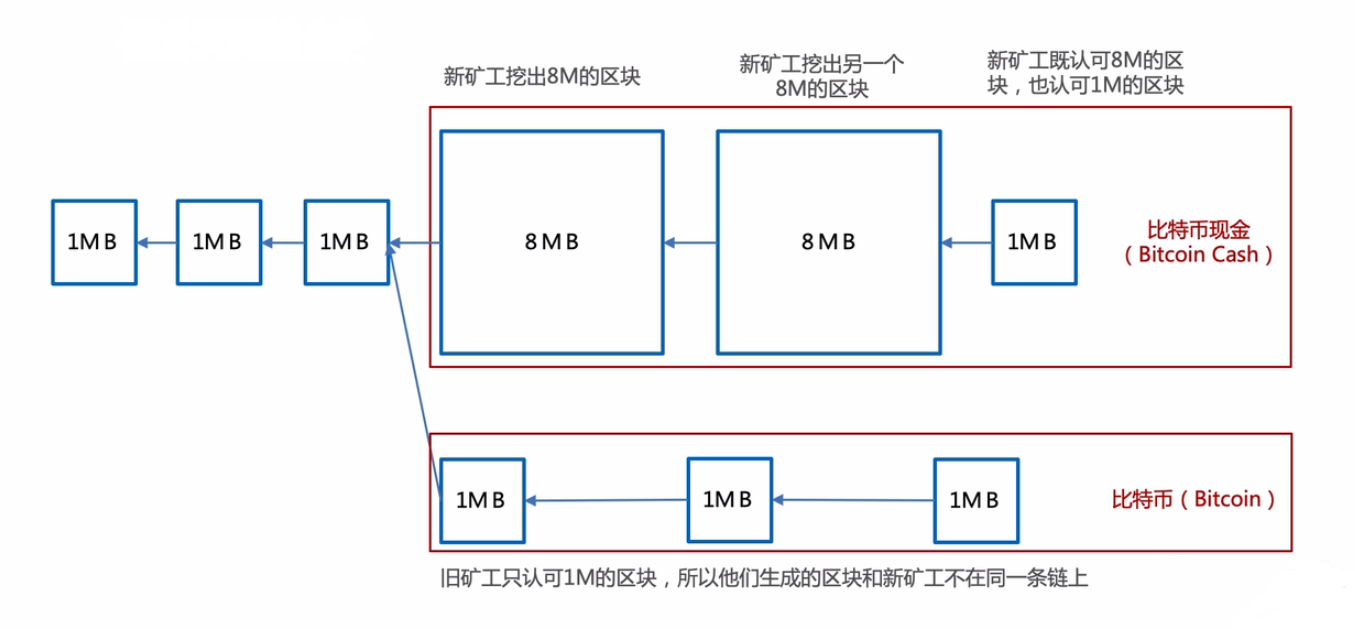 新矿工挖出8M的区块
新矿工挖出另一个
8M的区块
新矿工既认可8M的区
块，也认可1M的区块
1MB
1MB
1MB
8MB
8MB
1MB
比特币现金
（Bitcoin Cash）
1MB
1MB
1MB
比特币（Bitcoin）
旧矿工只认可1M的区块，所以他们生成的区块和新矿工不在同一条链上